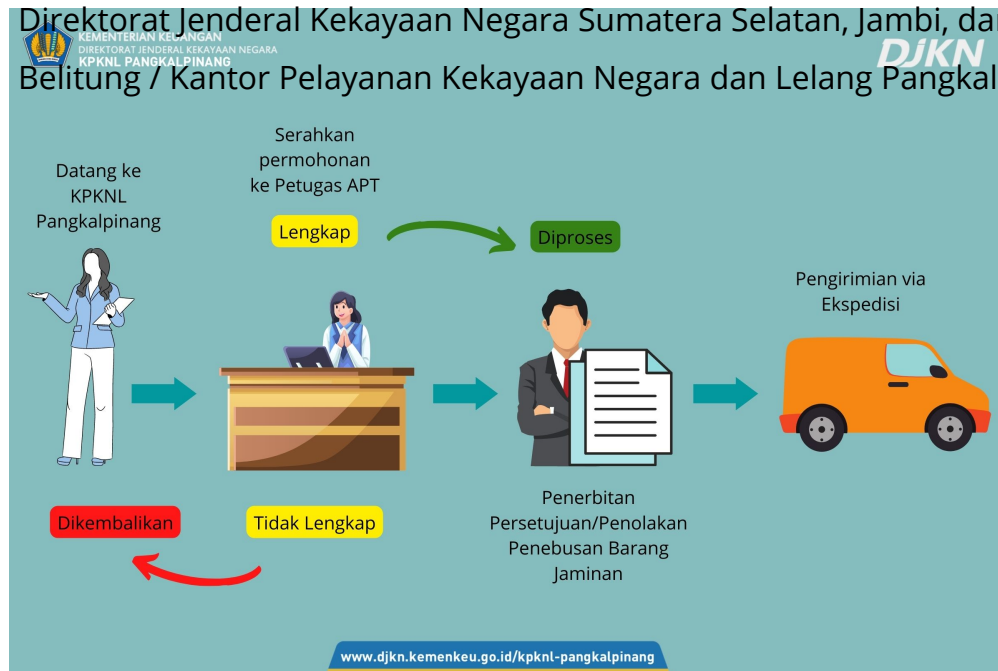 Direktorat Jenderal Kekayaan Negara Sumatera Selatan, Jambi, da
KEMENTERIAN KEUANGAN
DIREKTORAT JENDERAL KEKAYAAN NEGARA
KPKNL PANGKALPINANG
DJKN
Belitung / Kantor Pelayanan Kekayaan Negara dan Lelang Pangkal
Datang ke
KPKNL
Pangkalpinang
Serahkan
permohonan
ke Petugas APT
Lengkap
Diproses
Pengirimian via
Ekspedisi
Dikembalikan
Tidak Lengkap
Penerbitan
Persetujuan/Penolakan
Penebusan Barang
Jaminan
www.djkn.kemenkeu.go.id/kpknl-pangkalpinang